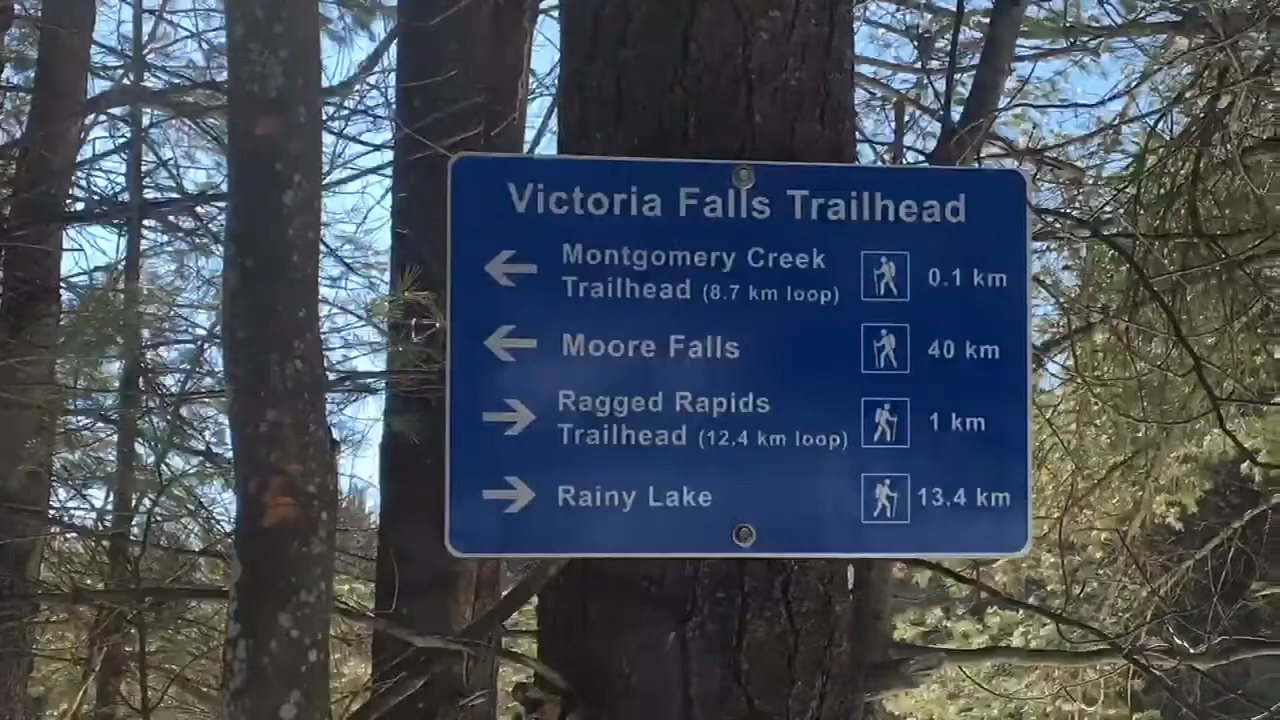 Victoria Falls Trailhead
Montgomery Creek
Trailhead (8.7 km loop) 0.1 km
Moore Falls 40 km
Ragged Rapids
Trailhead (12.4 km loop) 1 km
Rainy Lake 13.4 km